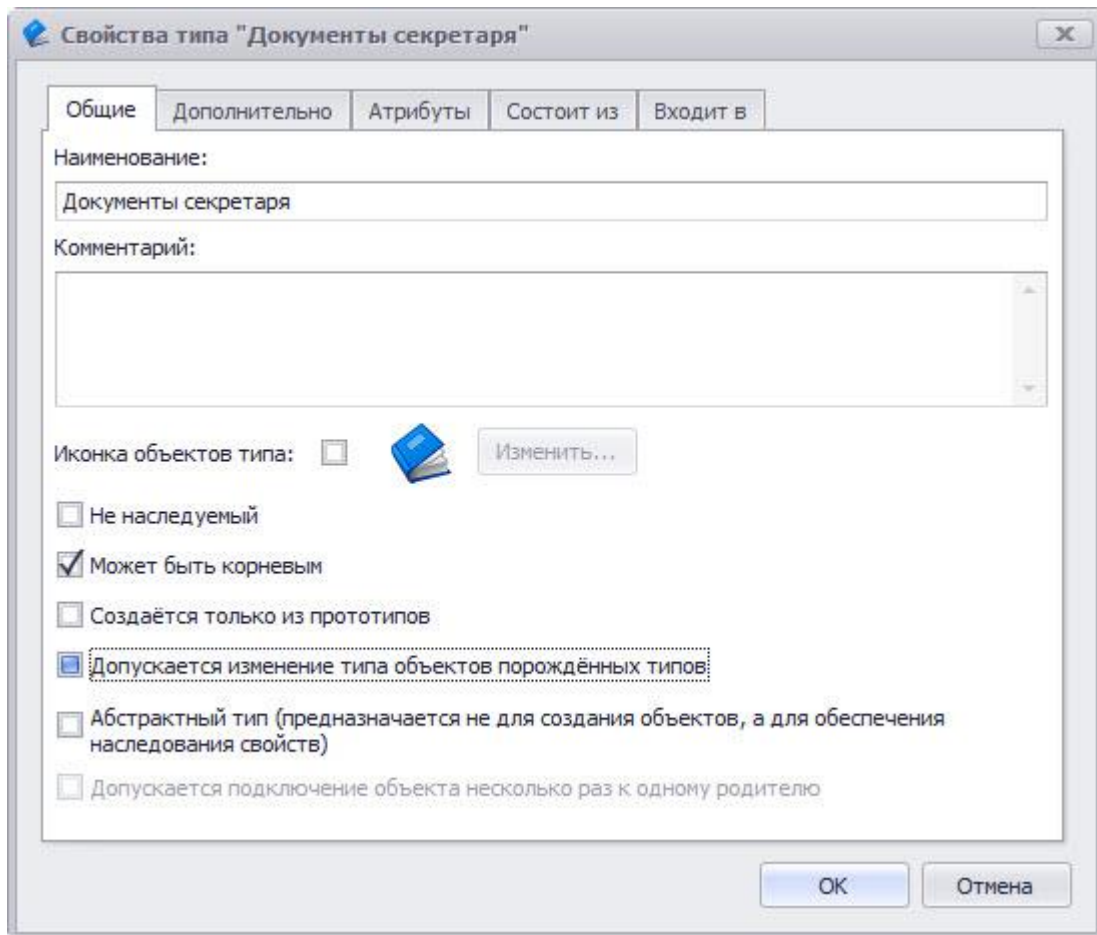 Свойства типа "Документы секретаря"
Общие Дополнительно Атрибуты Состоит из Входит в
Наименование:
Документы секретаря
Комментарий:
Иконка объектов типа: Изменить...
Не наследуемый
Может быть корневым
Создаётся только из прототипов
Допускается изменение типа объектов порождённых типов
Абстрактный тип (предназначается не для создания объектов, а для обеспечения
наследования свойств)
Допускается подключение объекта несколько раз к одному родителю
ОК Отмена